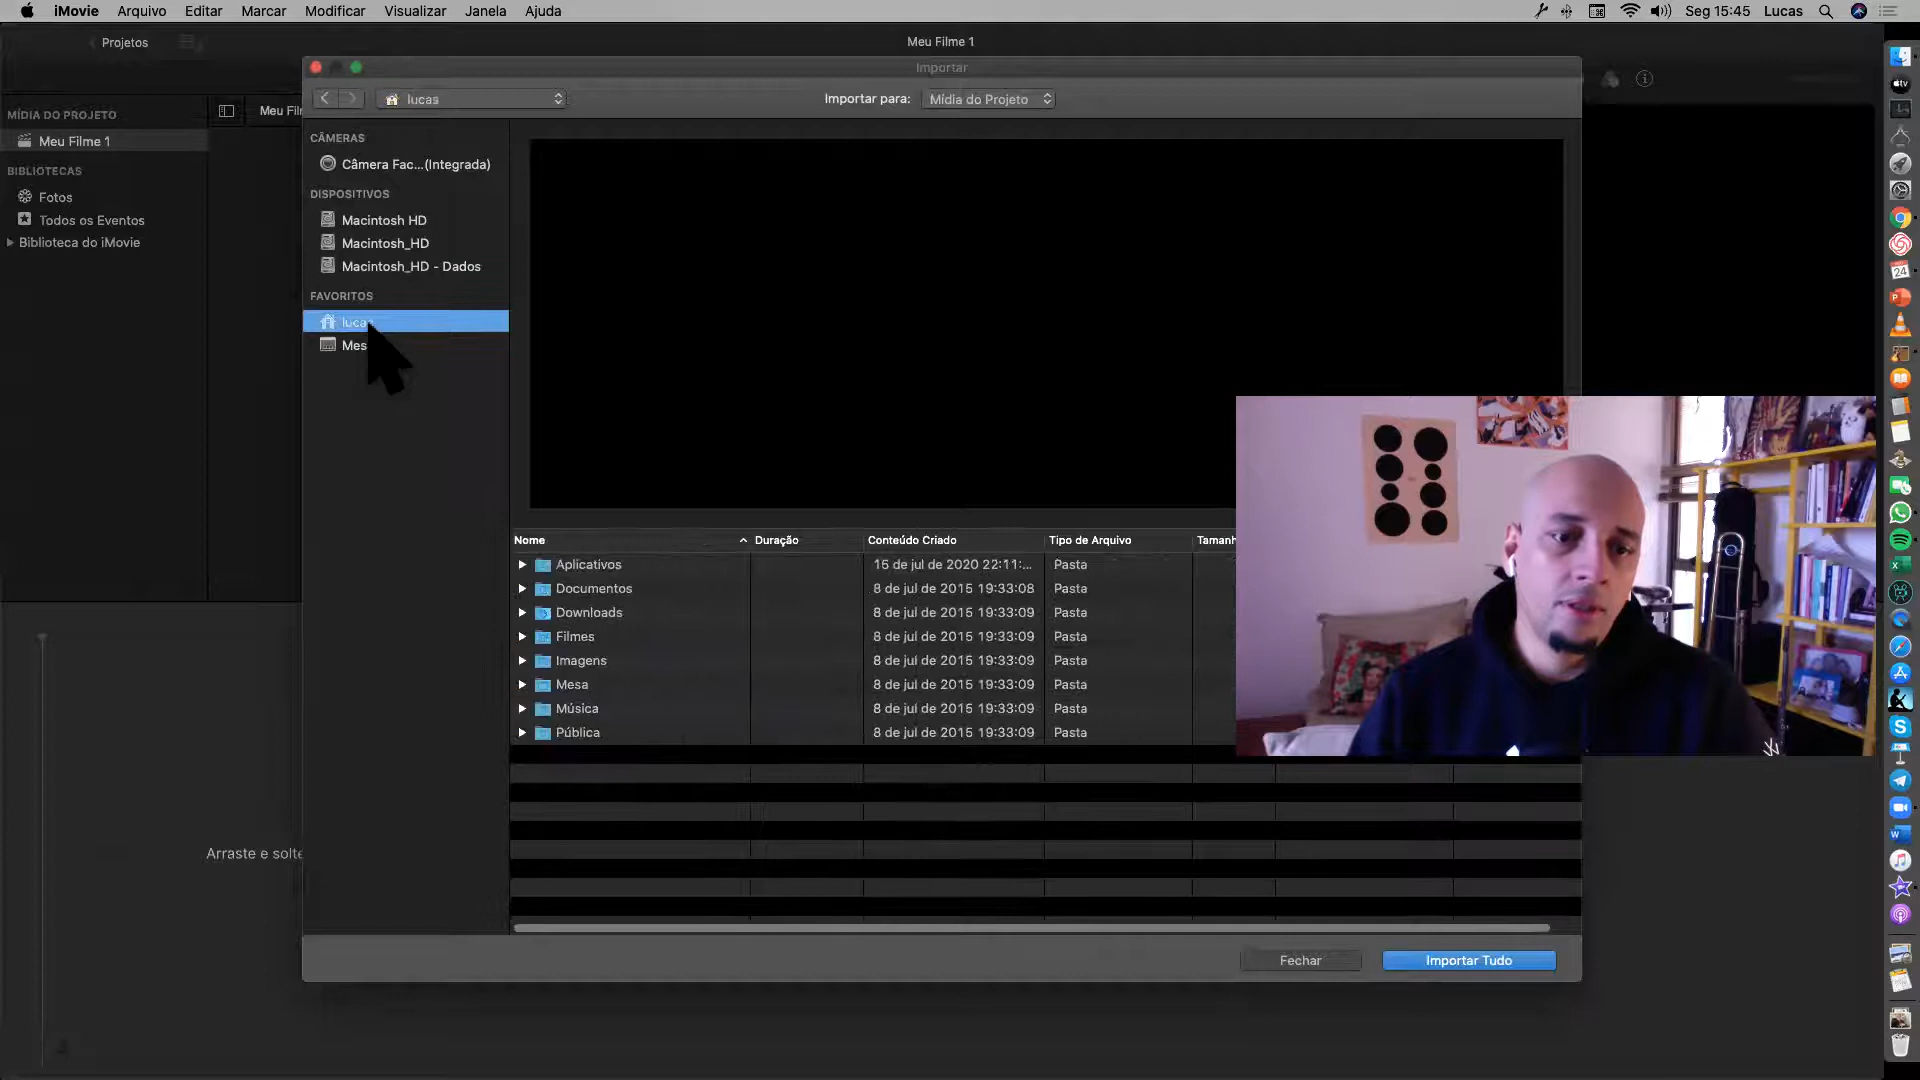 iMovie Arquivo Editar Marcar Modificar Visualizar Janela Ajuda Seg 15:45 Lucas
Projetos Meu Filme 1
Importar
lucas Importar para: Mídia do Projeto
MÍDIA DO PROJETO
Meu Filme 1
BIBLIOTECAS
Fotos
Todos os Eventos
Biblioteca do iMovie
Meu Fil
CÂMERAS
Câmera Fac...(Integrada)
DISPOSITIVOS
Macintosh HD
Macintosh_HD
Macintosh_HD - Dados
FAVORITOS
lucas
Mes
Nome Duração Conteúdo Criado Tipo de Arquivo Tamanh
Aplicativos 15 de jul de 2020 22:11:... Pasta
Documentos 8 de jul de 2015 19:33:08 Pasta
Downloads 8 de jul de 2015 19:33:09 Pasta
Filmes 8 de jul de 2015 19:33:09 Pasta
Imagens 8 de jul de 2015 19:33:09 Pasta
Mesa 8 de jul de 2015 19:33:09 Pasta
Música 8 de jul de 2015 19:33:09 Pasta
Pública 8 de jul de 2015 19:33:09 Pasta
Arraste e solte
Fechar Importar Tudo
24